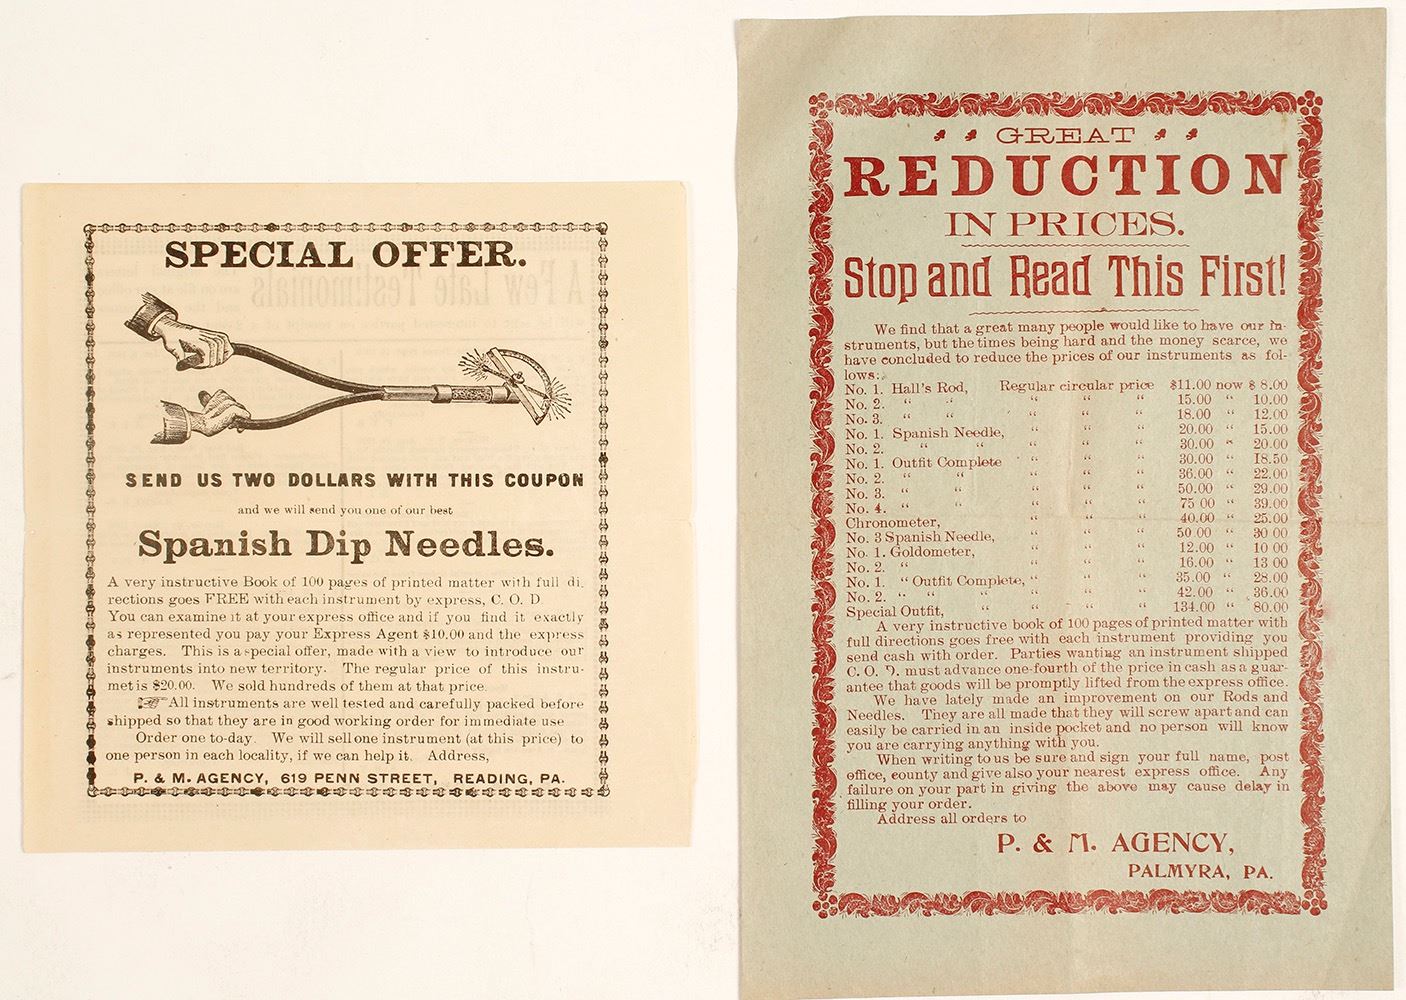 SPECIAL OFFER.
SEND US TWO DOLLARS WITH THIS COUPON
and we will send you one of our best
Spanish Dip Needles.
A very instructive Book of 100 pages of printed matter with full di.
rections goes FREE with each instrument by express, C. O. D
You can examine it at your express office and if you find it exactly
as represented you pay your Express Agent $10.00 and the express
charges. This is a special offer, made with a view to introduce our
instruments into new territory. The regular price of this instru-
met is $20.00. We sold hundreds of them at that price.
All instruments are well tested and carefully packed before
shipped so that they are in good working order for immediate use
Order one to-day. We will sell one instrument (at this price) to
one person in each locality, if we can help it. Address,
P. & M. AGENCY, 619 PENN STREET, READING, PA.
GREAT
REDUCTION
IN PRICES.
Stop and Read This First!
We find that a great many people would like to have our in-
struments, but the times being hard and the money scarce, we
have concluded to reduce the prices of our instruments as fol-
lows:
No. 1. Hall's Rod, Regular circular price $11.00 now $ 8.00
No. 2. " " " " " 15.00 " 10.00
No. 3. " " " " " 18.00 " 12.00
No. 1. Spanish Needle, " " " 20.00 " 15.00
No. 2. " " " " " 30.00 " 20.00
No. 1. Outfit Complete " " " 30.00 " 18.50
No. 2. " " " " " 36.00 " 22.00
No. 3. " " " " " 50.00 " 29.00
No. 4. " " " " " 75 00 " 39.00
Chronometer, " " " 40.00 " 25.00
No. 3 Spanish Needle, " " " 50 00 " 30 00
No. 1. Goldometer, " " " 12.00 " 10 00
No. 2. " " " " 16.00 " 13 00
No. 1. " Outfit Complete, " " " 35.00 " 28.00
No. 2. " " " " " " 42.00 " 36.00
Special Outfit, " " " " 134.00 " 80.00
A very instructive book of 100 pages of printed matter with
full directions goes free with each instrument providing you
send cash with order. Parties wanting an instrument shipped
C. O. D. must advance one-fourth of the price in cash as a guar-
antee that goods will be promptly lifted from the express office.
We have lately made an improvement on our Rods and
Needles. They are all made that they will screw apart and can
easily be carried in an inside pocket and no person will know
you are carrying anything with you.
When writing to us be sure and sign your full name, post
office, county and give also your nearest express office. Any
failure on your part in giving the above may cause delay in
filling your order.
Address all orders to
P. & M. AGENCY,
PALMYRA, PA.